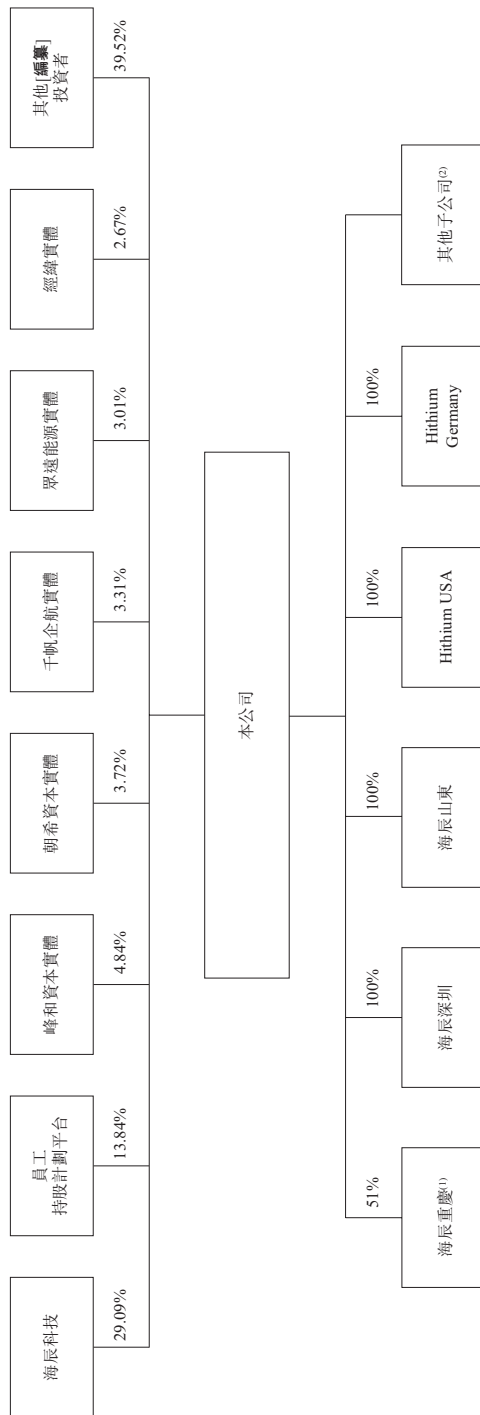 海辰科技
員工
持股計劃平台
峰和資本實體
朝希資本實體
千帆企航實體
眾遠能源實體
經緯實體
其他[編纂]
投資者
29.09%
13.84%
4.84%
3.72%
3.31%
3.01%
2.67%
39.52%
本公司
51%
100%
100%
100%
100%
海辰重慶(1)
海辰深圳
海辰山東
Hithium USA
Hithium
Germany
其他子公司(2)